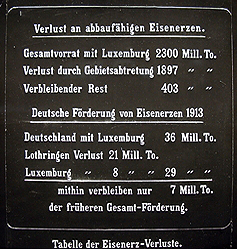 Verlust an abbaufähigen Eisenerzen.
Gesamtvorrat mit Luxemburg 2300 Mill. To.
Verlust durch Gebietsabtretung 1897 " "
Verbleibender Rest 403 " "
Deutsche Förderung von Eisenerzen 1913
Deutschland mit Luxemburg 36 Mill. To.
Lothringen Verlust 21 Mill. To.
Luxemburg " 8 " 29 " "
mithin verbleiben nur 7 Mill. To.
der früheren Gesamt-Förderung.
Tabelle der Eisenerz-Verluste.